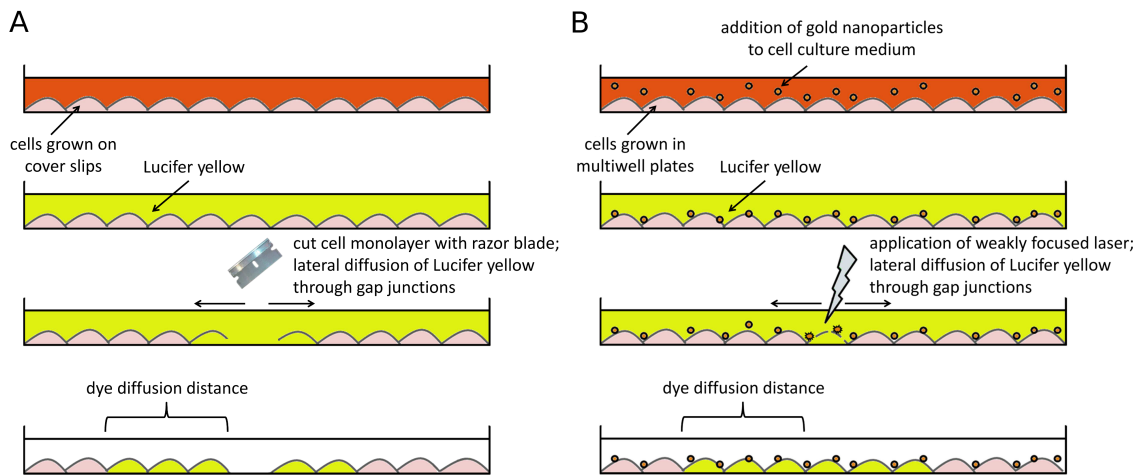 A
cells grown on
cover slips
Lucifer yellow
cut cell monolayer with razor blade;
lateral diffusion of Lucifer yellow
through gap junctions
dye diffusion distance
B
addition of gold nanoparticles
to cell culture medium
cells grown in
multiwell plates
Lucifer yellow
application of weakly focused laser;
lateral diffusion of Lucifer yellow
through gap junctions
dye diffusion distance